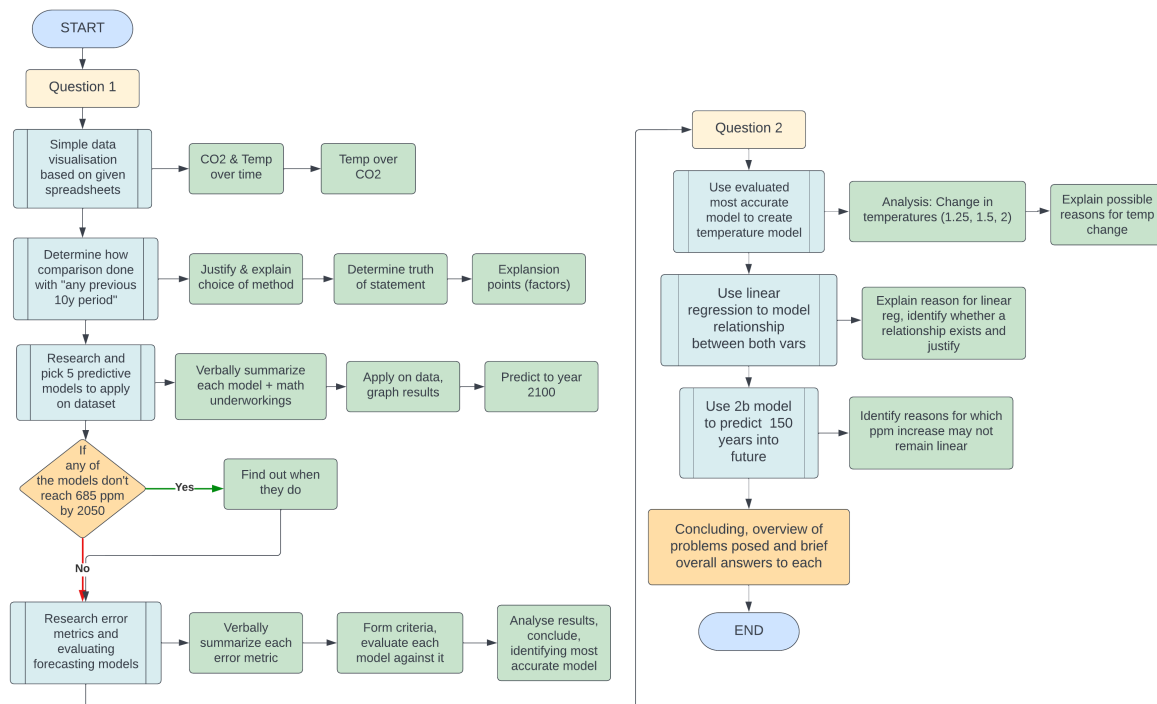 START
Question 1
Simple data
visualisation
based on given
spreadsheets
CO2 & Temp
over time
Temp over
CO2
Determine how
comparison done
with "any previous
10y period"
Justify & explain
choice of method
Determine truth
of statement
Explansion
points (factors)
Research and
pick 5 predictive
models to apply
on dataset
Verbally summarize
each model + math
underworkings
Apply on data,
graph results
Predict to year
2100
If
any of
the models don't
reach 685 ppm
by 2050
Yes
Find out when
they do
No
Research error
metrics and
evaluating
forecasting models
Verbally
summarize each
error metric
Form criteria,
evaluate each
model against it
Analyse results,
conclude,
identifying most
accurate model
Question 2
Use evaluated
most accurate
model to create
temperature model
Analysis: Change in
temperatures (1.25, 1.5, 2)
Explain possible
reasons for temp
change
Use linear
regression to model
relationship
between both vars
Explain reason for linear
reg, identify whether a
relationship exists and
justify
Use 2b model
to predict 150
years into
future
Identify reasons for which
ppm increase may not
remain linear
Concluding, overview of
problems posed and brief
overall answers to each
END